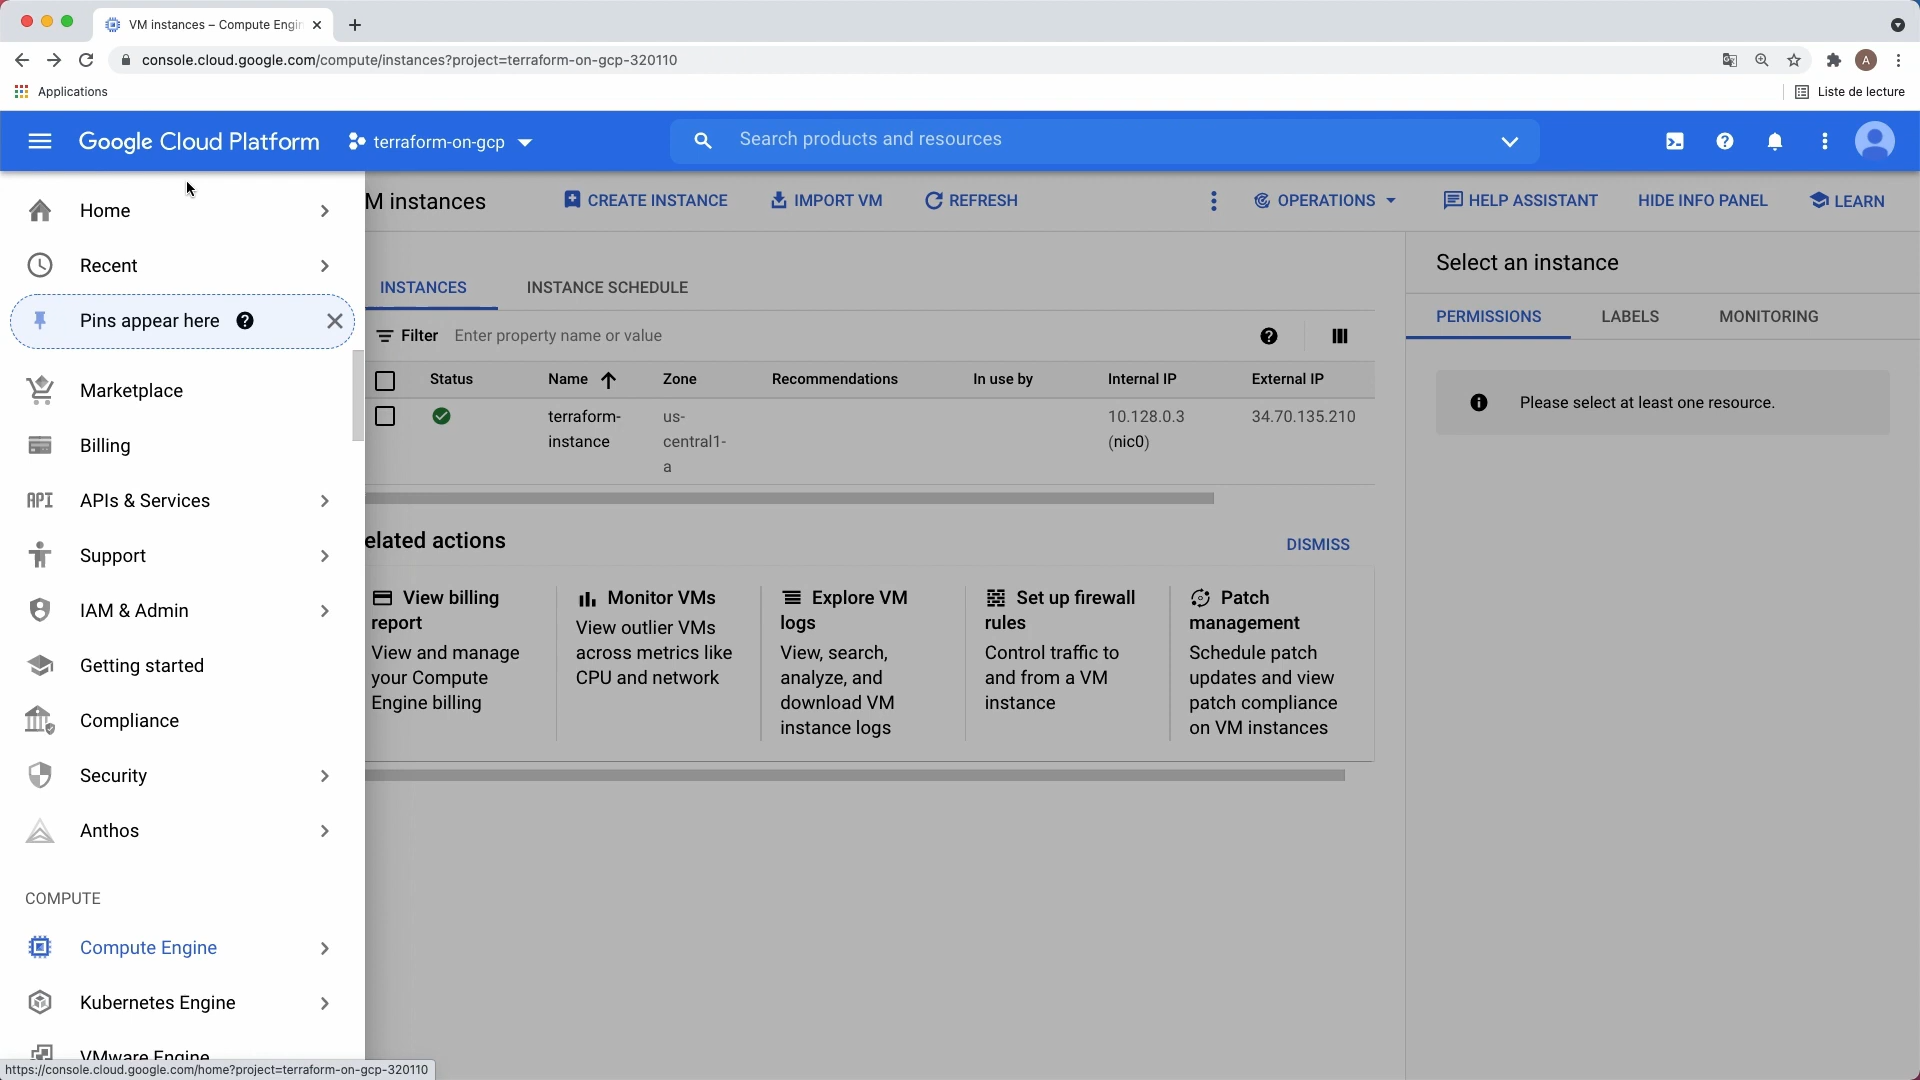 VM instances – Compute Engin
console.cloud.google.com/compute/instances?project=terraform-on-gcp-320110
A
Applications
Liste de lecture
Google Cloud Platform
terraform-on-gcp
Search products and resources
Home
Recent
Pins appear here
Marketplace
Billing
API APIs & Services
Support
IAM & Admin
Getting started
Compliance
Security
Anthos
COMPUTE
Compute Engine
Kubernetes Engine
VMware Engine
https://console.cloud.google.com/home?project=terraform-on-gcp-320110
M instances
CREATE INSTANCE
IMPORT VM
REFRESH
OPERATIONS
HELP ASSISTANT
HIDE INFO PANEL
LEARN
INSTANCES
INSTANCE SCHEDULE
Filter
Enter property name or value
Status
Name
Zone
Recommendations
In use by
Internal IP
External IP
terraform-
instance
us-
central1-
a
10.128.0.3
(nic0)
34.70.135.210
elated actions
DISMISS
View billing
report
View and manage
your Compute
Engine billing
Monitor VMs
View outlier VMs
across metrics like
CPU and network
Explore VM
logs
View, search,
analyze, and
download VM
instance logs
Set up firewall
rules
Control traffic to
and from a VM
instance
Patch
management
Schedule patch
updates and view
patch compliance
on VM instances
Select an instance
PERMISSIONS
LABELS
MONITORING
Please select at least one resource.